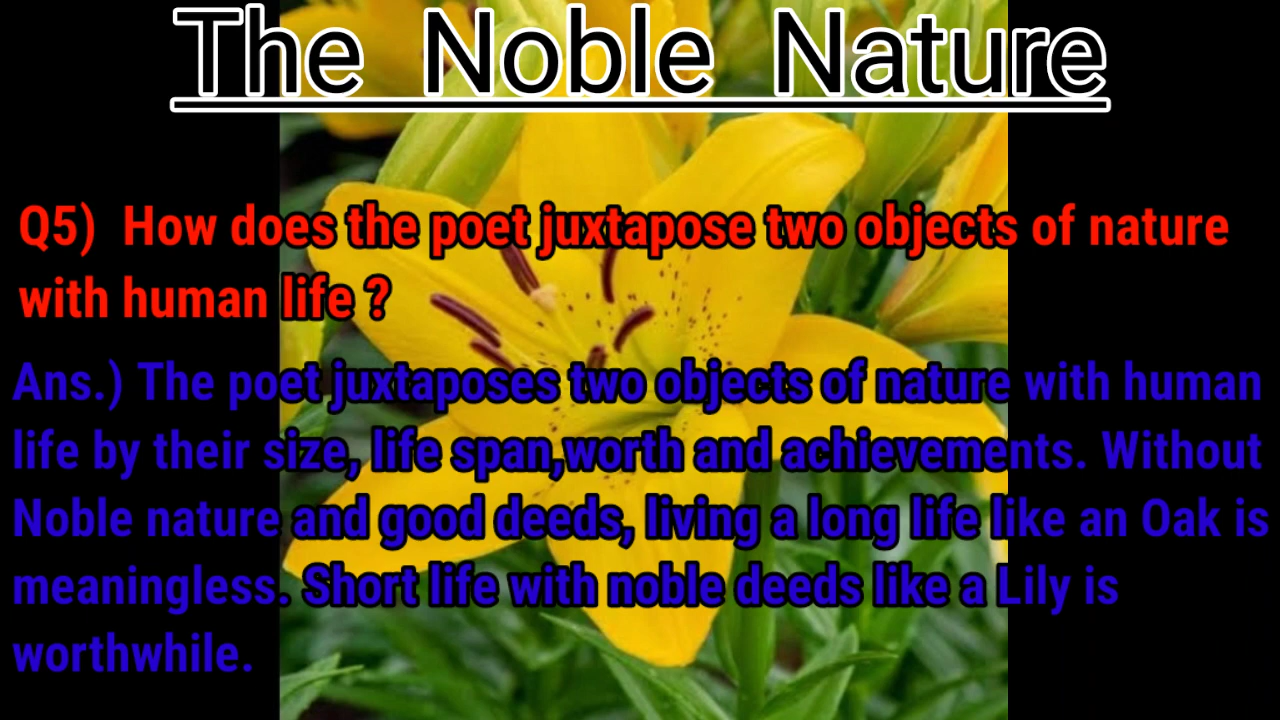 The Noble Nature
Q5) How does the poet juxtapose two objects of nature
with human life ?
Ans.) The poet juxtaposes two objects of nature with human
life by their size, life span,worth and achievements. Without
Noble nature and good deeds, living a long life like an Oak is
meaningless. Short life with noble deeds like a Lily is
worthwhile.